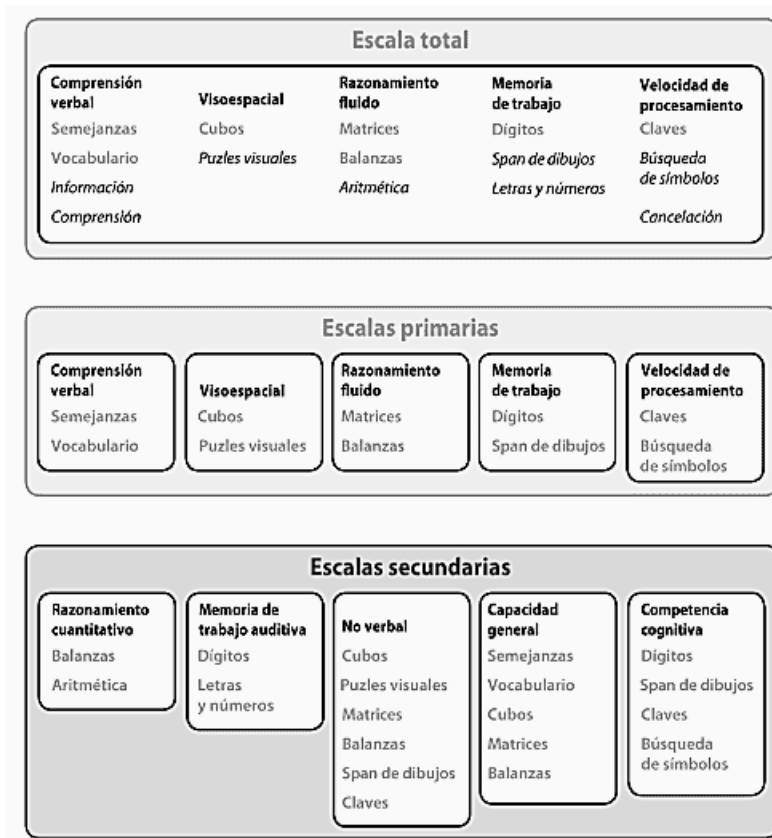 Escala total
Comprensión
verbal
Semejanzas
Vocabulario
Información
Comprensión
Visoespacial
Cubos
Puzles visuales
Razonamiento
fluido
Matrices
Balanzas
Aritmética
Memoria
de trabajo
Dígitos
Span de dibujos
Letras y números
Velocidad de
procesamiento
Claves
Búsqueda
de símbolos
Cancelación
Escalas primarias
Comprensión
verbal
Semejanzas
Vocabulario
Visoespacial
Cubos
Puzles visuales
Razonamiento
fluido
Matrices
Balanzas
Memoria
de trabajo
Dígitos
Span de dibujos
Velocidad de
procesamiento
Claves
Búsqueda
de símbolos
Escalas secundarias
Razonamiento
cuantitativo
Balanzas
Aritmética
Memoria de
trabajo auditiva
Dígitos
Letras
y números
No verbal
Cubos
Puzles visuales
Matrices
Balanzas
Span de dibujos
Claves
Capacidad
general
Semejanzas
Vocabulario
Cubos
Matrices
Balanzas
Competencia
cognitiva
Dígitos
Span de dibujos
Claves
Búsqueda
de símbolos